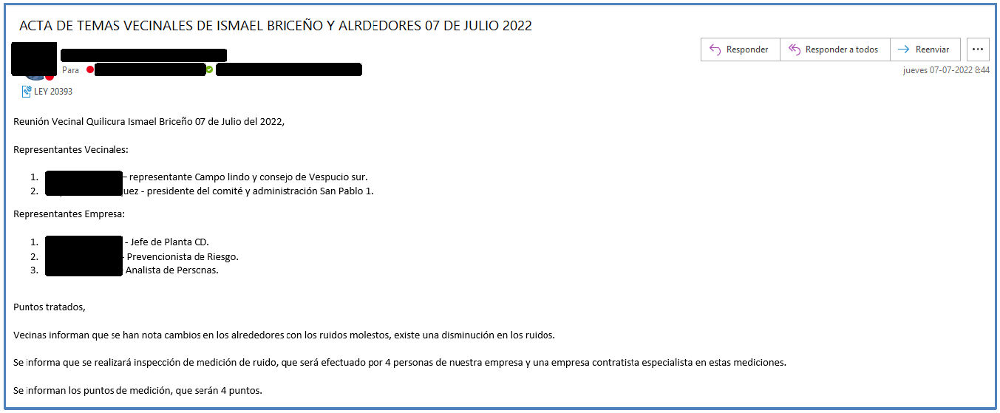 ACTA DE TEMAS VECINALES DE ISMAEL BRICEÑO Y ALRDEDORES 07 DE JULIO 2022
Responder
Responder a todos
Reenviar
Para
jueves 07-07-2022 8:44
LEY 20393
Reunión Vecinal Quilicura Ismael Briceño 07 de Julio del 2022,
Representantes Vecinales:
1. – representante Campo lindo y consejo de Vespucio sur.
2. uez - presidente del comité y administración San Pablo 1.
Representantes Empresa:
1. - Jefe de Planta CD.
2. - Prevencionista de Riesgo.
3. Analista de Personas.
Puntos tratados,
Vecinas informan que se han nota cambios en los alrededores con los ruidos molestos, existe una disminución en los ruidos.
Se informa que se realizará inspección de medición de ruido, que será efectuado por 4 personas de nuestra empresa y una empresa contratista especialista en estas mediciones.
Se informan los puntos de medición, que serán 4 puntos.